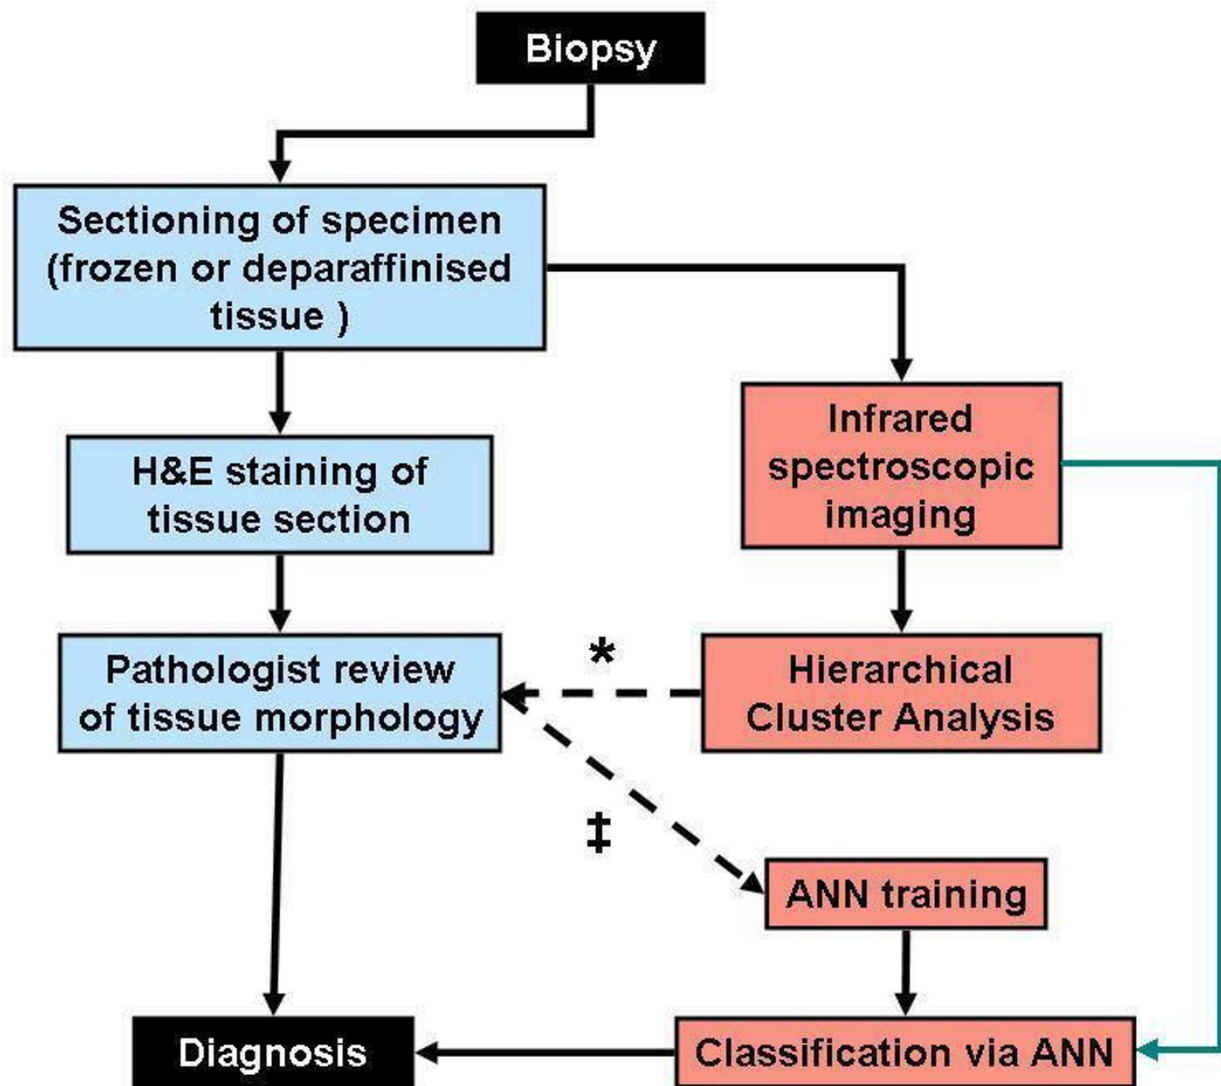 Biopsy
Sectioning of specimen
(frozen or deparaffinised
tissue )
Infrared
spectroscopic
imaging
H&E staining of
tissue section
Pathologist review
of tissue morphology
*
Hierarchical
Cluster Analysis
‡
ANN training
Diagnosis
Classification via ANN